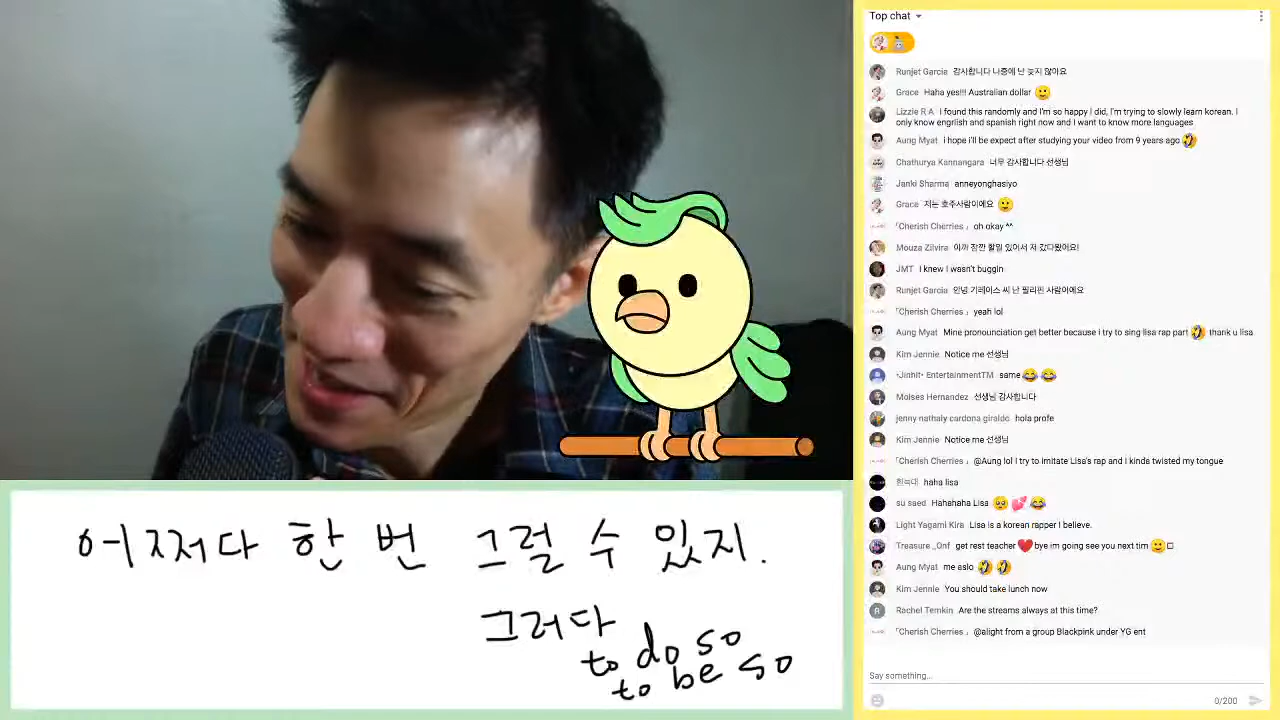 어쩌다 한 번 그럴 수 있지.
그러다
to do so
to be so
Top chat
Runjet Garcia 감사합니다 나중에 난 늦지 않아요
Grace Haha yes!!! Australian dollar 🙂
Lizzie R A i found this randomly and I'm so happy I did, I'm trying to slowly learn korean. I
only know engrlish and spanish right now and I want to know more languages
Aung Myat i hope i'll be expect after studying your video from 9 years ago 🤣
Chathurya Kannangara 너무 감사합니다 선생님
Janki Sharma anneyonghasiyo
Grace 저는 호주사람이에요 🙂
「Cherish Cherries 」 oh okay ^^
Mouza Zilvira 아까 잠깐 할일 있어서 저 갔다왔어요!
JMT I knew I wasn't buggin
Runjet Garcia 안녕 기레이스 씨 난 필리핀 사람이에요
「Cherish Cherries 」 yeah lol
Aung Myat Mine pronounciation get better because i try to sing lisa rap part 🤣 thank u lisa
Kim Jennie Notice me 선생님
•Jinhit• EntertainmentTM same 😂 😂
Moises Hernandez 선생님 감사합니다
jenny nathaly cardona giraldo hola profe
Kim Jennie Notice me 선생님
「Cherish Cherries 」 @Aung lol I try to imitate Lisa's rap and I kinda twisted my tongue
haha lisa
su saed Hahahaha Lisa 🥺 💕 😂
Light Yagami Kira Lisa is a korean rapper I believe.
Treasure _Onf get rest teacher ❤️ bye im going see you next tim 🙂 □
Aung Myat me aslo 🤣 🤣
Kim Jennie You should take lunch now
R Rachel Temkin Are the streams always at this time?
「Cherish Cherries 」 @alight from a group Blackpink under YG ent
Say something...
0/200